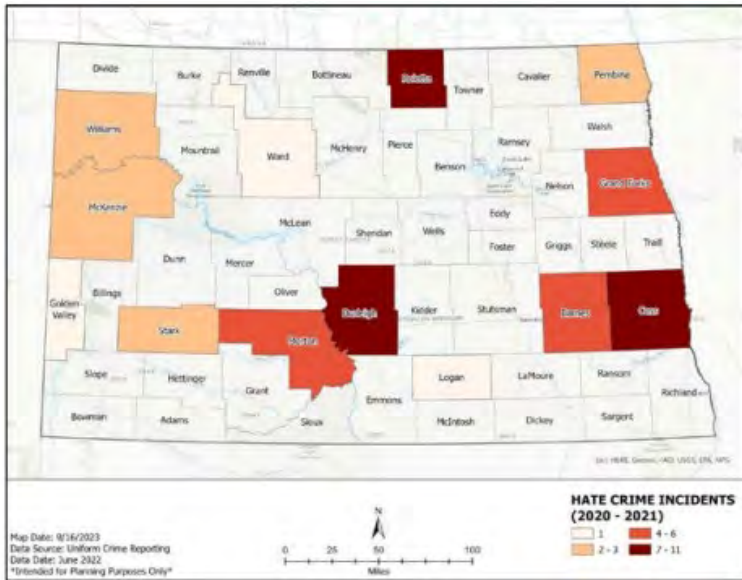 Divide
Burke
Renville
Bottineau
Rolette
Towner
Cavalier
Pembina
Williams
Mountrail
Ward
McHenry
Pierce
Benson
Ramsey
Walsh
McKenzie
Nelson
Grand Forks
McLean
Sheridan
Wells
Eddy
Foster
Griggs
Steele
Traill
Dunn
Mercer
Oliver
Golden
Valley
Billings
Stark
Morton
Burleigh
Kidder
Stutsman
Barnes
Cass
Slope
Hettinger
Grant
Sioux
Emmons
Logan
LaMoure
Ransom
Richland
Bowman
Adams
McIntosh
Dickey
Sargent
HATE CRIME INCIDENTS
(2020 - 2021)
1
4 - 6
2 - 3
7 - 11
Map Date: 9/16/2023
Data Source: Uniform Crime Reporting
Data Date: June 2022
*Intended for Planning Purposes Only*
N
0 25 50 100
Miles